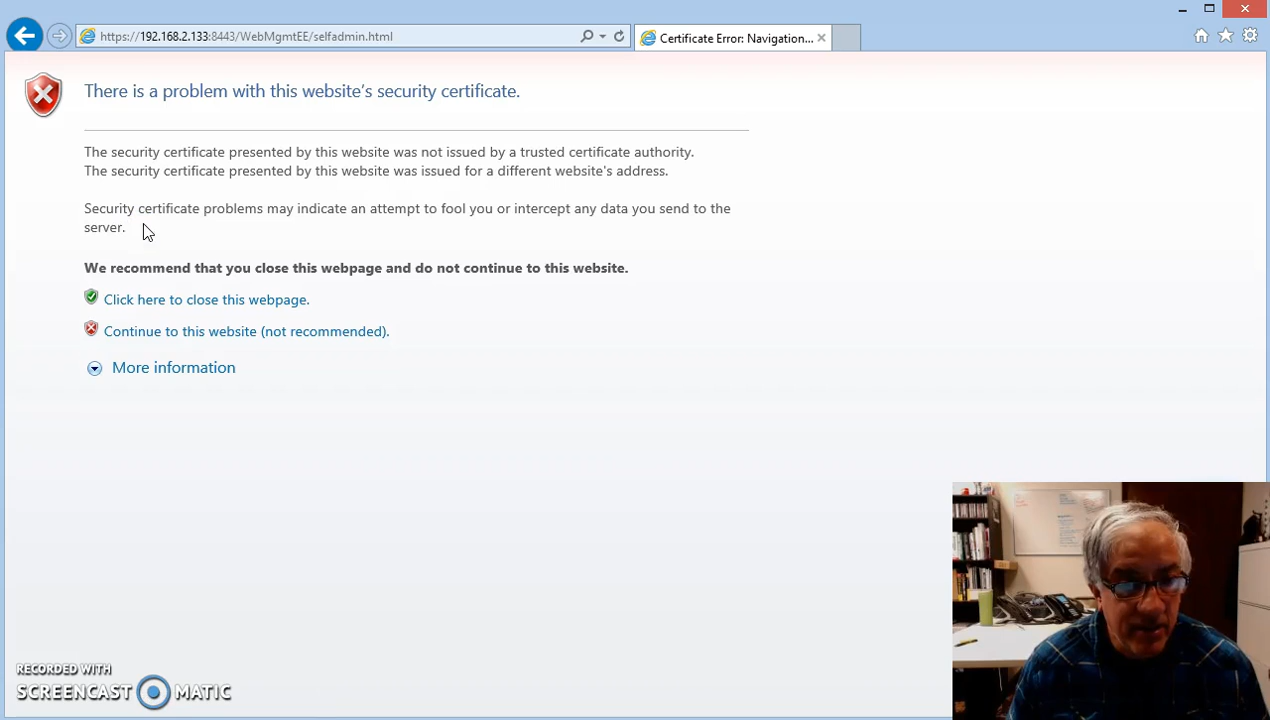 https://192.168.2.133:8443/WebMgmtEE/selfadmin.html
Certificate Error: Navigation...
There is a problem with this website's security certificate.
The security certificate presented by this website was not issued by a trusted certificate authority.
The security certificate presented by this website was issued for a different website's address.
Security certificate problems may indicate an attempt to fool you or intercept any data you send to the
server.
We recommend that you close this webpage and do not continue to this website.
Click here to close this webpage.
Continue to this website (not recommended).
More information
RECORDED WITH
SCREENCAST MATIC